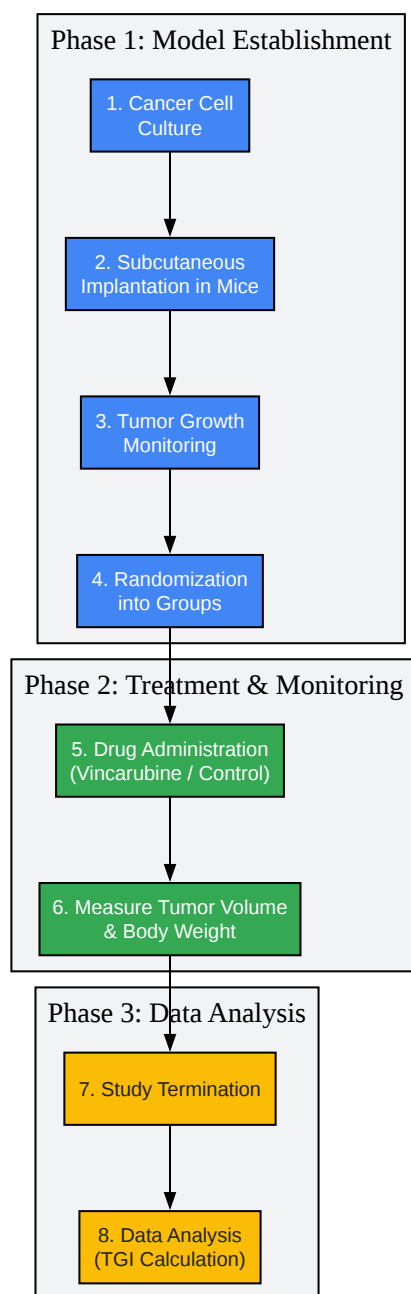 Phase 1: Model Establishment
1. Cancer Cell
Culture
2. Subcutaneous
Implantation in Mice
3. Tumor Growth
Monitoring
4. Randomization
into Groups
Phase 2: Treatment & Monitoring
5. Drug Administration
(Vincarubine / Control)
6. Measure Tumor Volume
& Body Weight
Phase 3: Data Analysis
7. Study Termination
8. Data Analysis
(TGI Calculation)